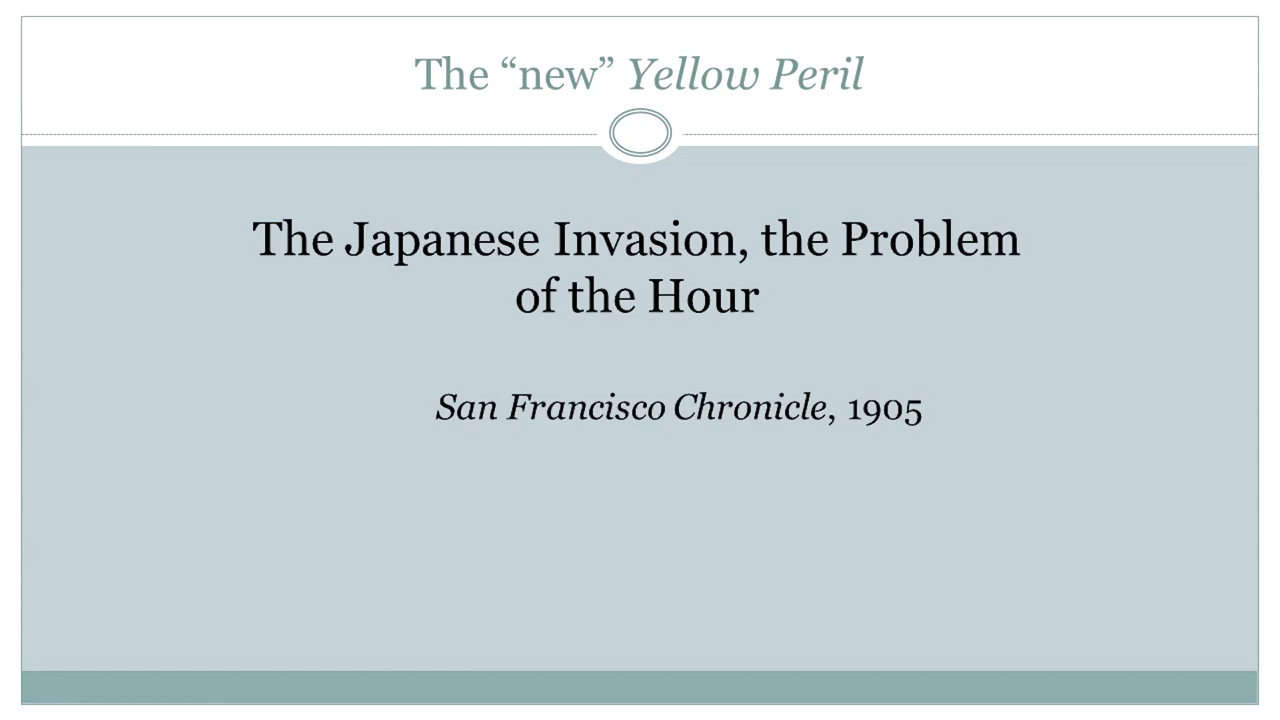 The “new” Yellow Peril
The Japanese Invasion, the Problem
of the Hour
San Francisco Chronicle, 1905